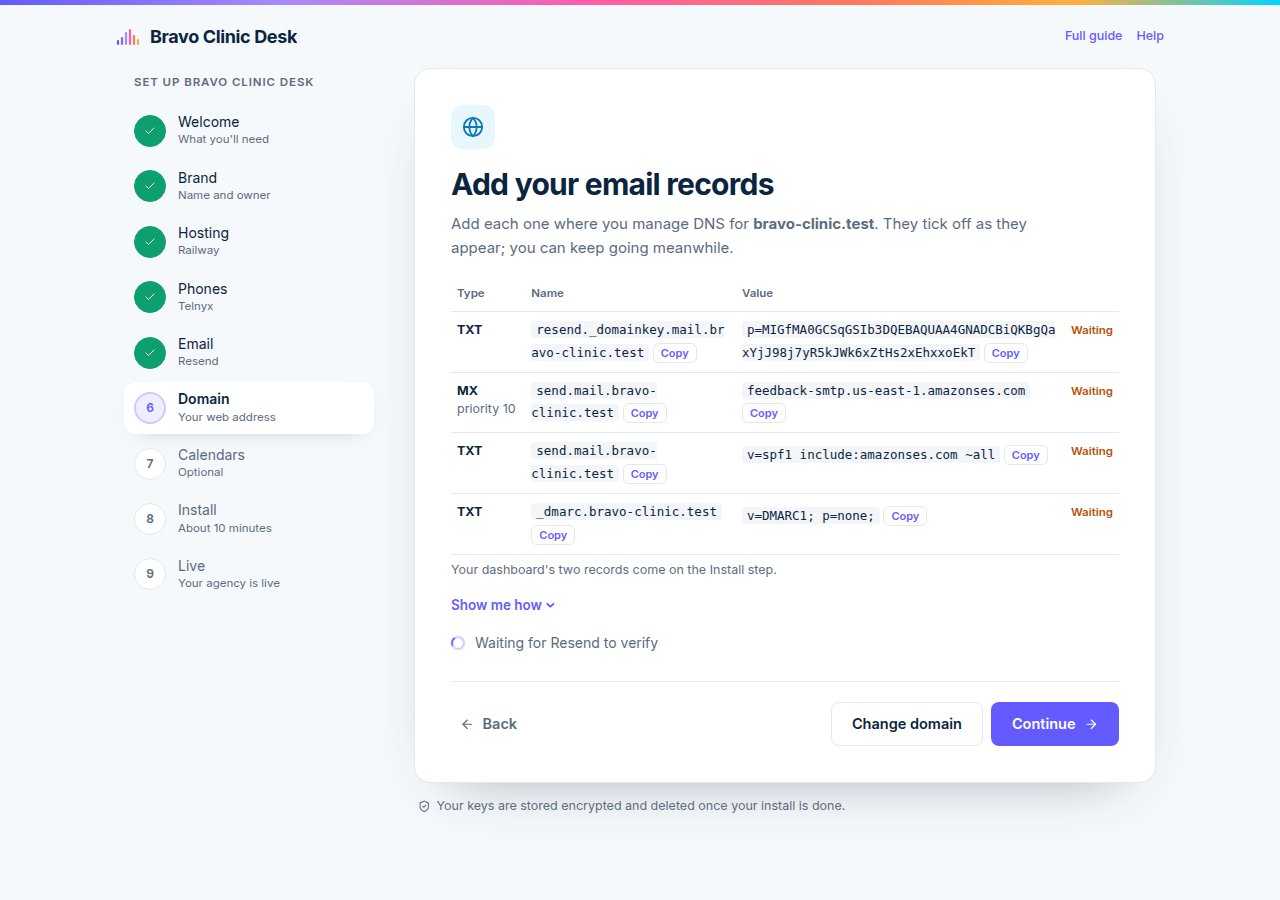 Bravo Clinic Desk
Full guide
Help
SET UP BRAVO CLINIC DESK
Welcome
What you'll need
Brand
Name and owner
Hosting
Railway
Phones
Telnyx
Email
Resend
6
Domain
Your web address
7
Calendars
Optional
8
Install
About 10 minutes
9
Live
Your agency is live
Add your email records
Add each one where you manage DNS for bravo-clinic.test. They tick off as they
appear; you can keep going meanwhile.
Type Name Value
TXT resend._domainkey.mail.br p=MIGfMA0GCSqGSIb3DQEBAQUAA4GNADCBiQKBgQa Waiting
avo-clinic.test Copy xYjJ98j7yR5kJWk6xZtHs2xEhxxoEkT Copy
MX send.mail.bravo- feedback-smtp.us-east-1.amazonses.com Waiting
priority 10 clinic.test Copy Copy
TXT send.mail.bravo- v=spf1 include:amazonses.com ~all Copy Waiting
clinic.test Copy
TXT _dmarc.bravo-clinic.test v=DMARC1; p=none; Copy Waiting
Copy
Your dashboard's two records come on the Install step.
Show me how
Waiting for Resend to verify
Back
Change domain
Continue
Your keys are stored encrypted and deleted once your install is done.